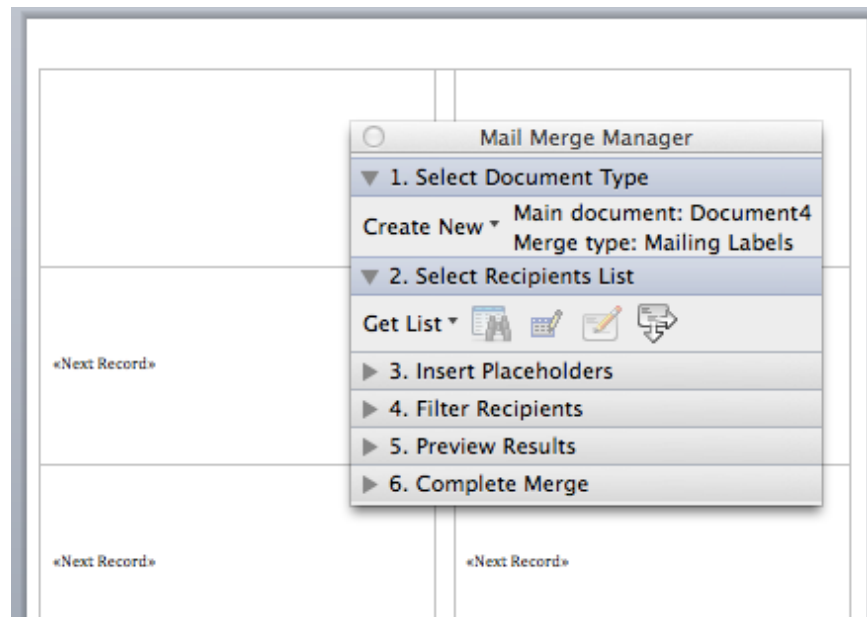 Mail Merge Manager
1. Select Document Type
Create New
Main document: Document4
Merge type: Mailing Labels
2. Select Recipients List
Get List
3. Insert Placeholders
4. Filter Recipients
5. Preview Results
6. Complete Merge
«Next Record»
«Next Record»
«Next Record»